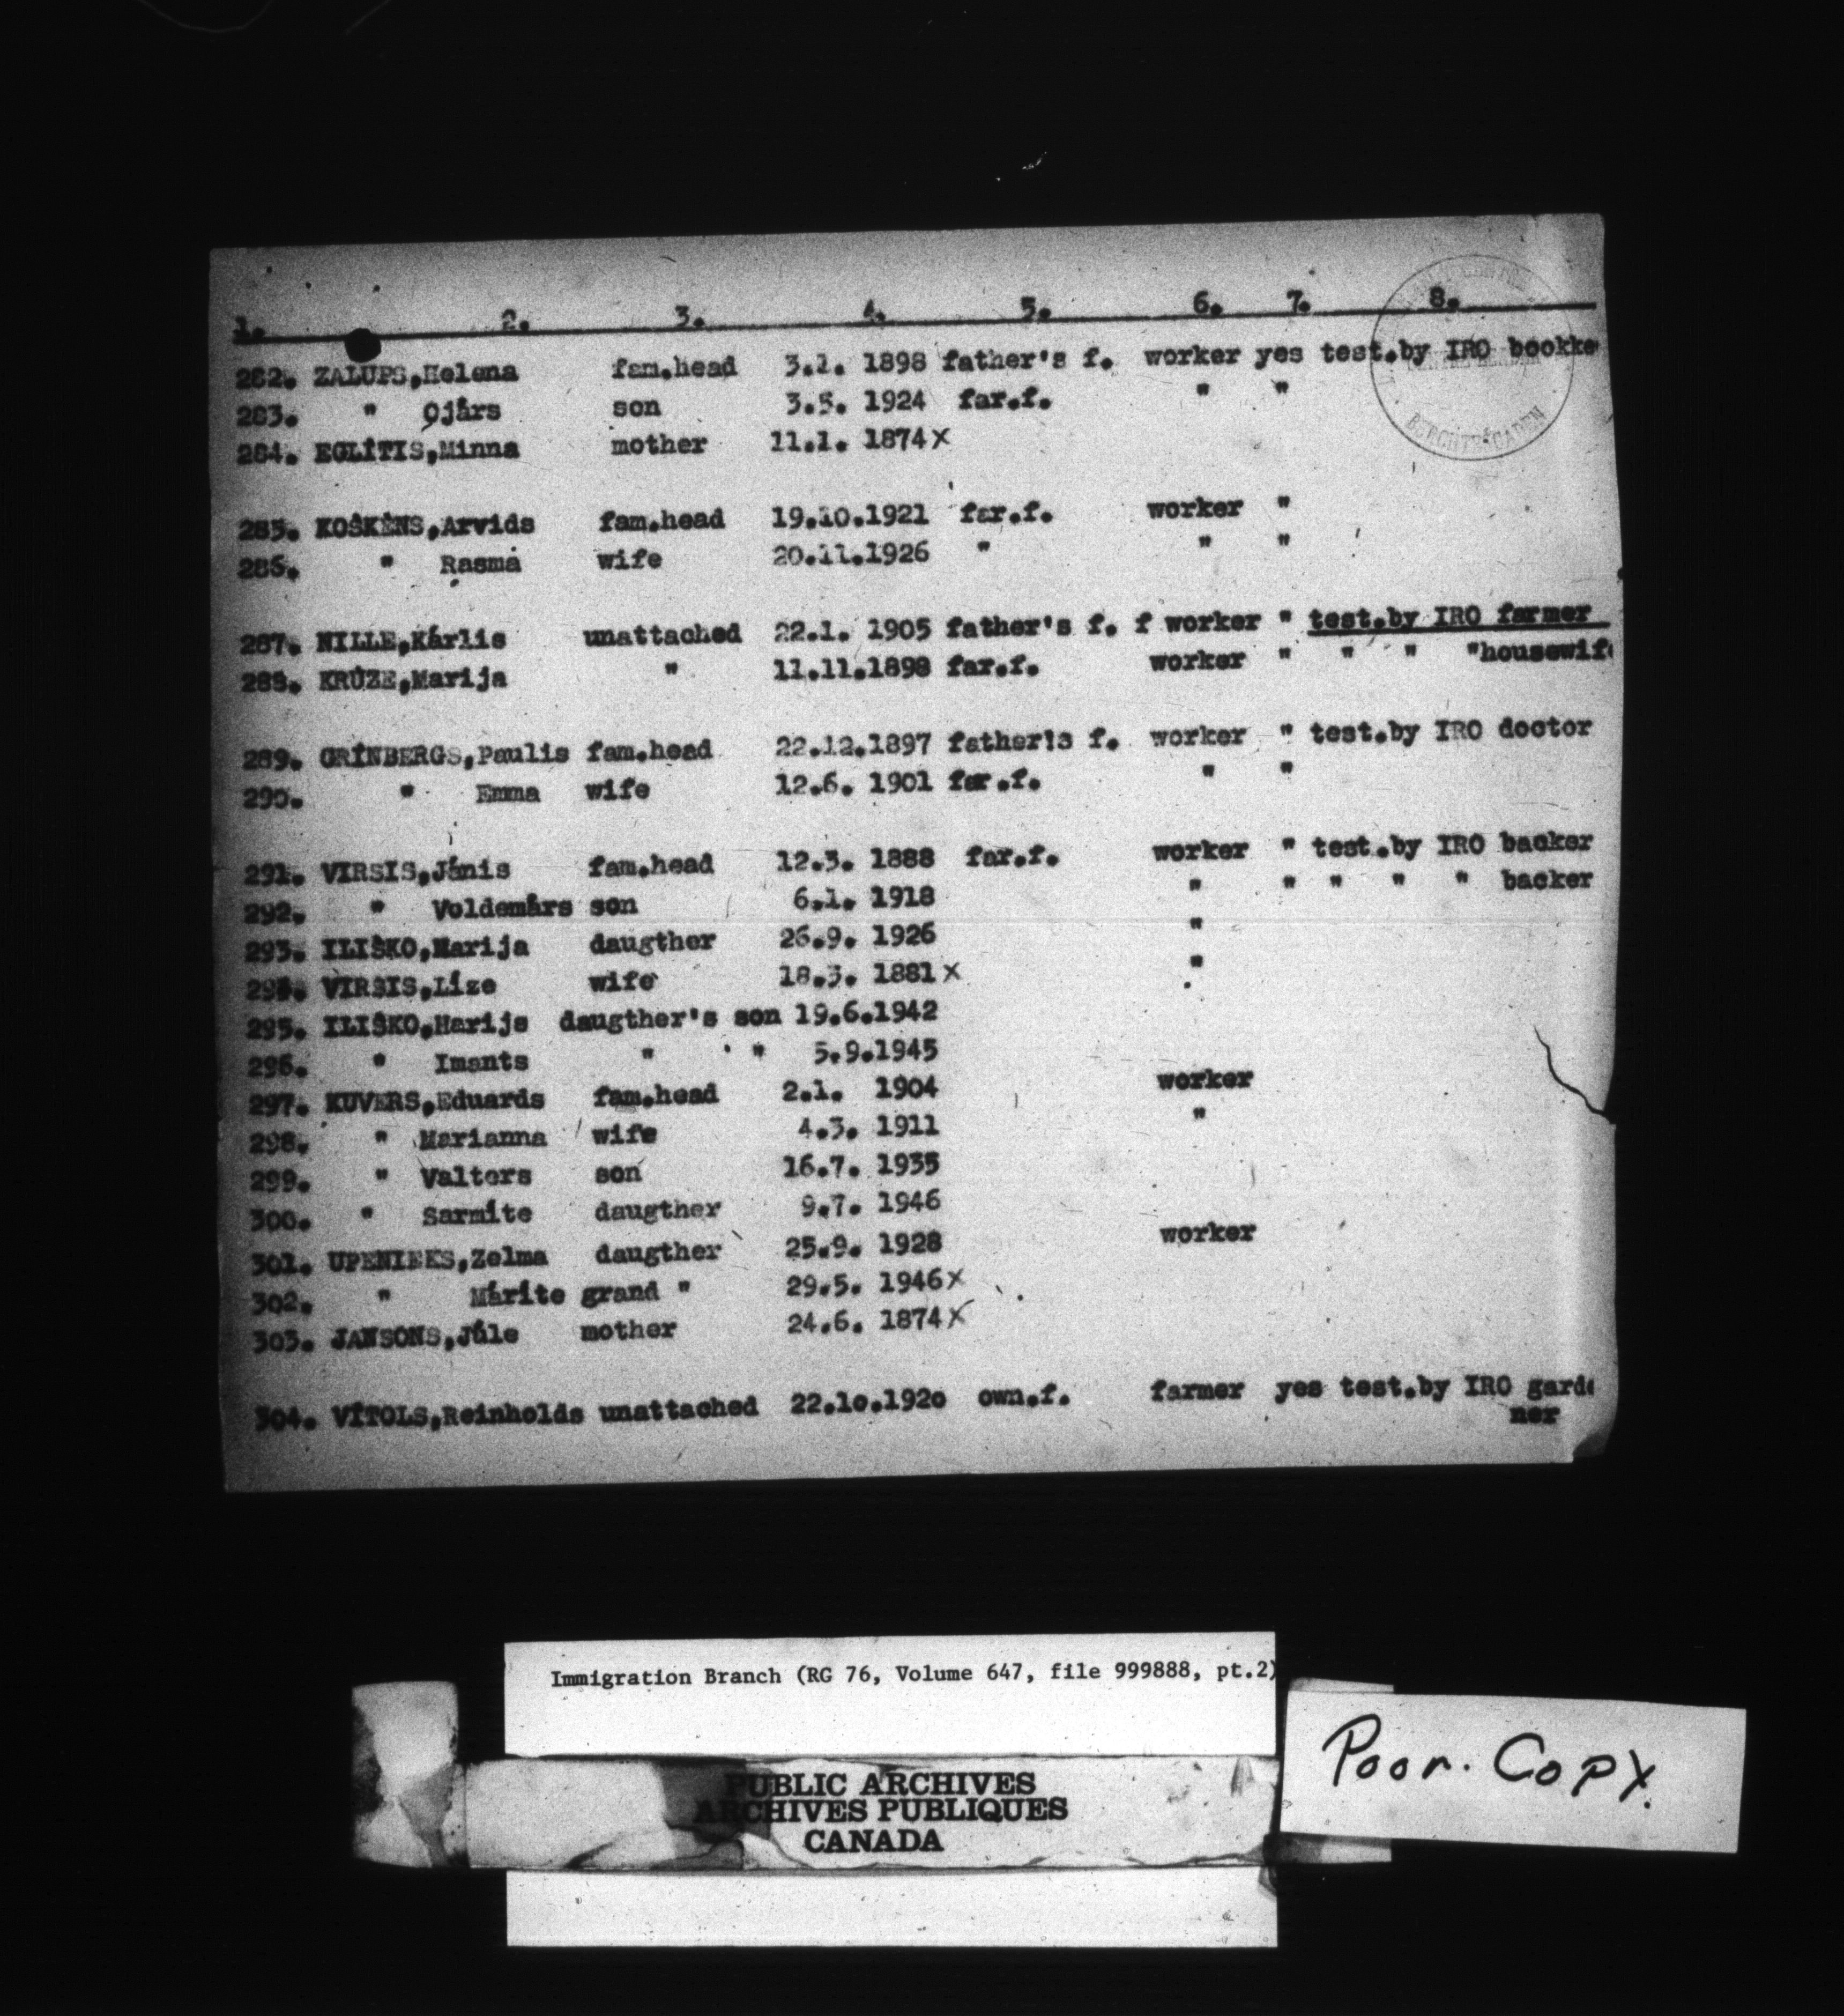 1. 2. 3. 4. 5. 6. 7. 8.
282. ZALUPS,Helena fam.head 3.1. 1898 father's f. worker yes test.by IRO bookke
283. " Ojārs son 3.5. 1924 far.f. " "
284. EGLĪTIS,Minna mother 11.1. 1874 x
285. KOŠKĒNS,Arvids fam.head 19.10.1921 far.f. worker "
286. " Rasma wife 20.11.1926 " " "
287. NILLE,Kārlis unattached 22.1. 1905 father's f. f worker " test.by IRO farmer
288. KRŪZE,Marija " 11.11.1898 far.f. worker " " " "housewife
289. GRĪNBERGS,Paulis fam.head 22.12.1897 father's f. worker " test.by IRO doctor
290. " Emma wife 12.6. 1901 far.f. " "
291. VIRSIS,Jānis fam.head 12.3. 1888 far.f. worker " test.by IRO backer
292. " Voldemārs son 6.1. 1918 " " " " " backer
293. ILIŠKO,Marija daugther 26.9. 1926 "
294. VIRSIS,Līze wife 18.3. 1881 x "
295. ILIŠKO,Harijs daugther's son 19.6.1942
296. " Imants " " 5.9.1945
297. KUVERS,Eduards fam.head 2.1. 1904 worker
298. " Marianna wife 4.3. 1911 "
299. " Valters son 16.7. 1935
300. " Sarmīte daugther 9.7. 1946
301. UPENIEKS,Zelma daugther 25.9. 1928 worker
302. " Mārīte grand " 29.5. 1946 x
303. JANSONS,Jūle mother 24.6. 1874 x
304. VĪTOLS,Reinholds unattached 22.10.1920 own.f. farmer yes test.by IRO garde
ner
BERCHTESGADEN
Immigration Branch (RG 76, Volume 647, file 999888, pt.2)
PUBLIC ARCHIVES
ARCHIVES PUBLIQUES
CANADA
Poor. Copy.